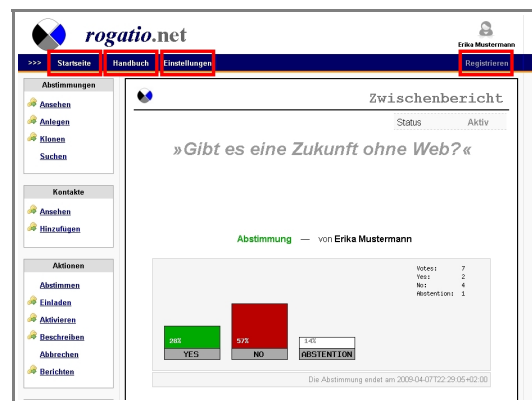 rogatio.net
Erika Mustermann
>>> Startseite Handbuch Einstellungen Registrieren
Abstimmungen
Ansehen
Anlegen
Klonen
Suchen
Kontakte
Ansehen
Hinzufügen
Aktionen
Abstimmen
Einladen
Aktivieren
Beschreiben
Abbrechen
Berichten
Zwischenbericht
Status Aktiv
»Gibt es eine Zukunft ohne Web?«
Abstimmung — von Erika Mustermann
Votes: 7
Yes: 2
No: 4
Abstention: 1
28% 57% 14%
YES NO ABSTENTION
Die Abstimmung endet am 2009-04-07T22:29:05+02:00